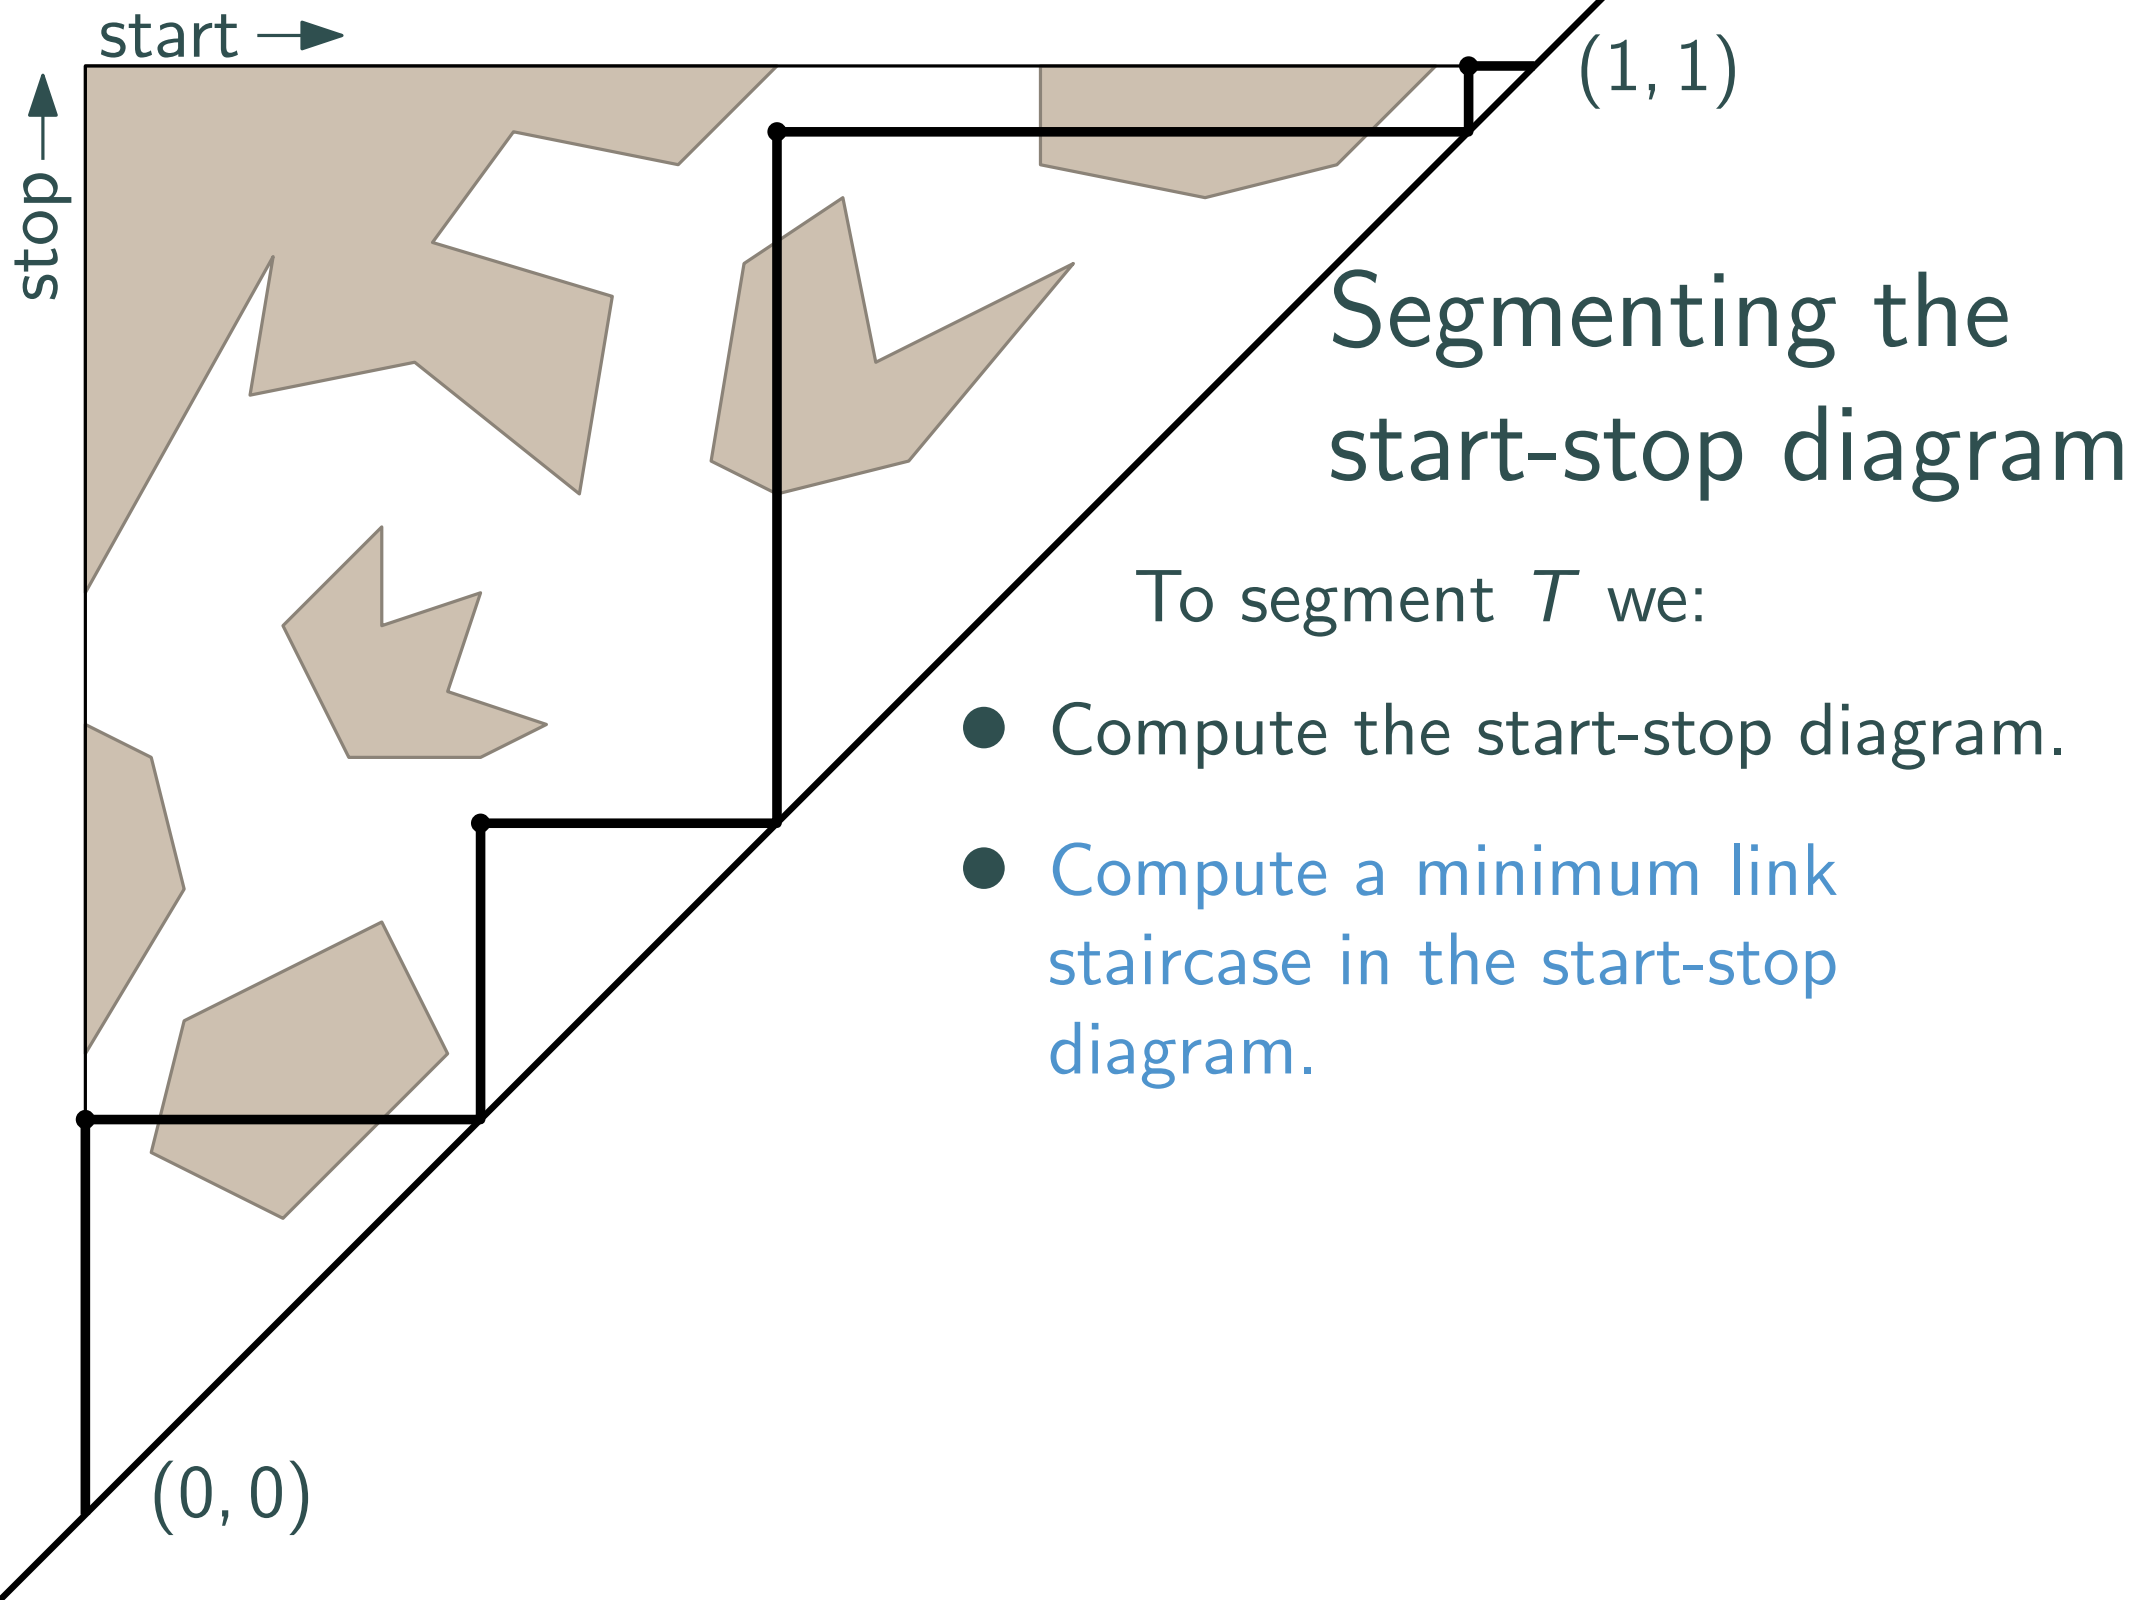 start
(1, 1)
stop
Segmenting the
start-stop diagram
To segment T we:
● Compute the start-stop diagram.
● Compute a minimum link
staircase in the start-stop
diagram.
(0, 0)